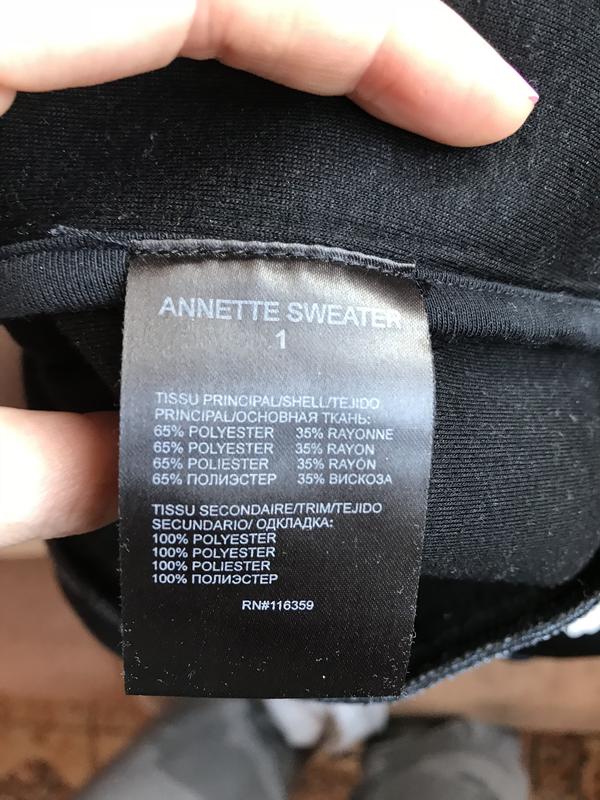 ANNETTE SWEATER
1
TISSU PRINCIPAL/SHELL/TEJIDO
PRINCIPAL/ОСНОВНАЯ ТКАНЬ:
65% POLYESTER 35% RAYONNE
65% POLYESTER 35% RAYON
65% POLIESTER 35% RAYÓN
65% ПОЛИЭСТЕР 35% ВИСКОЗА
TISSU SECONDAIRE/TRIM/TEJIDO
SECUNDARIO/ ОДКЛАДКА:
100% POLYESTER
100% POLYESTER
100% POLIESTER
100% ПОЛИЭСТЕР
RN#116359